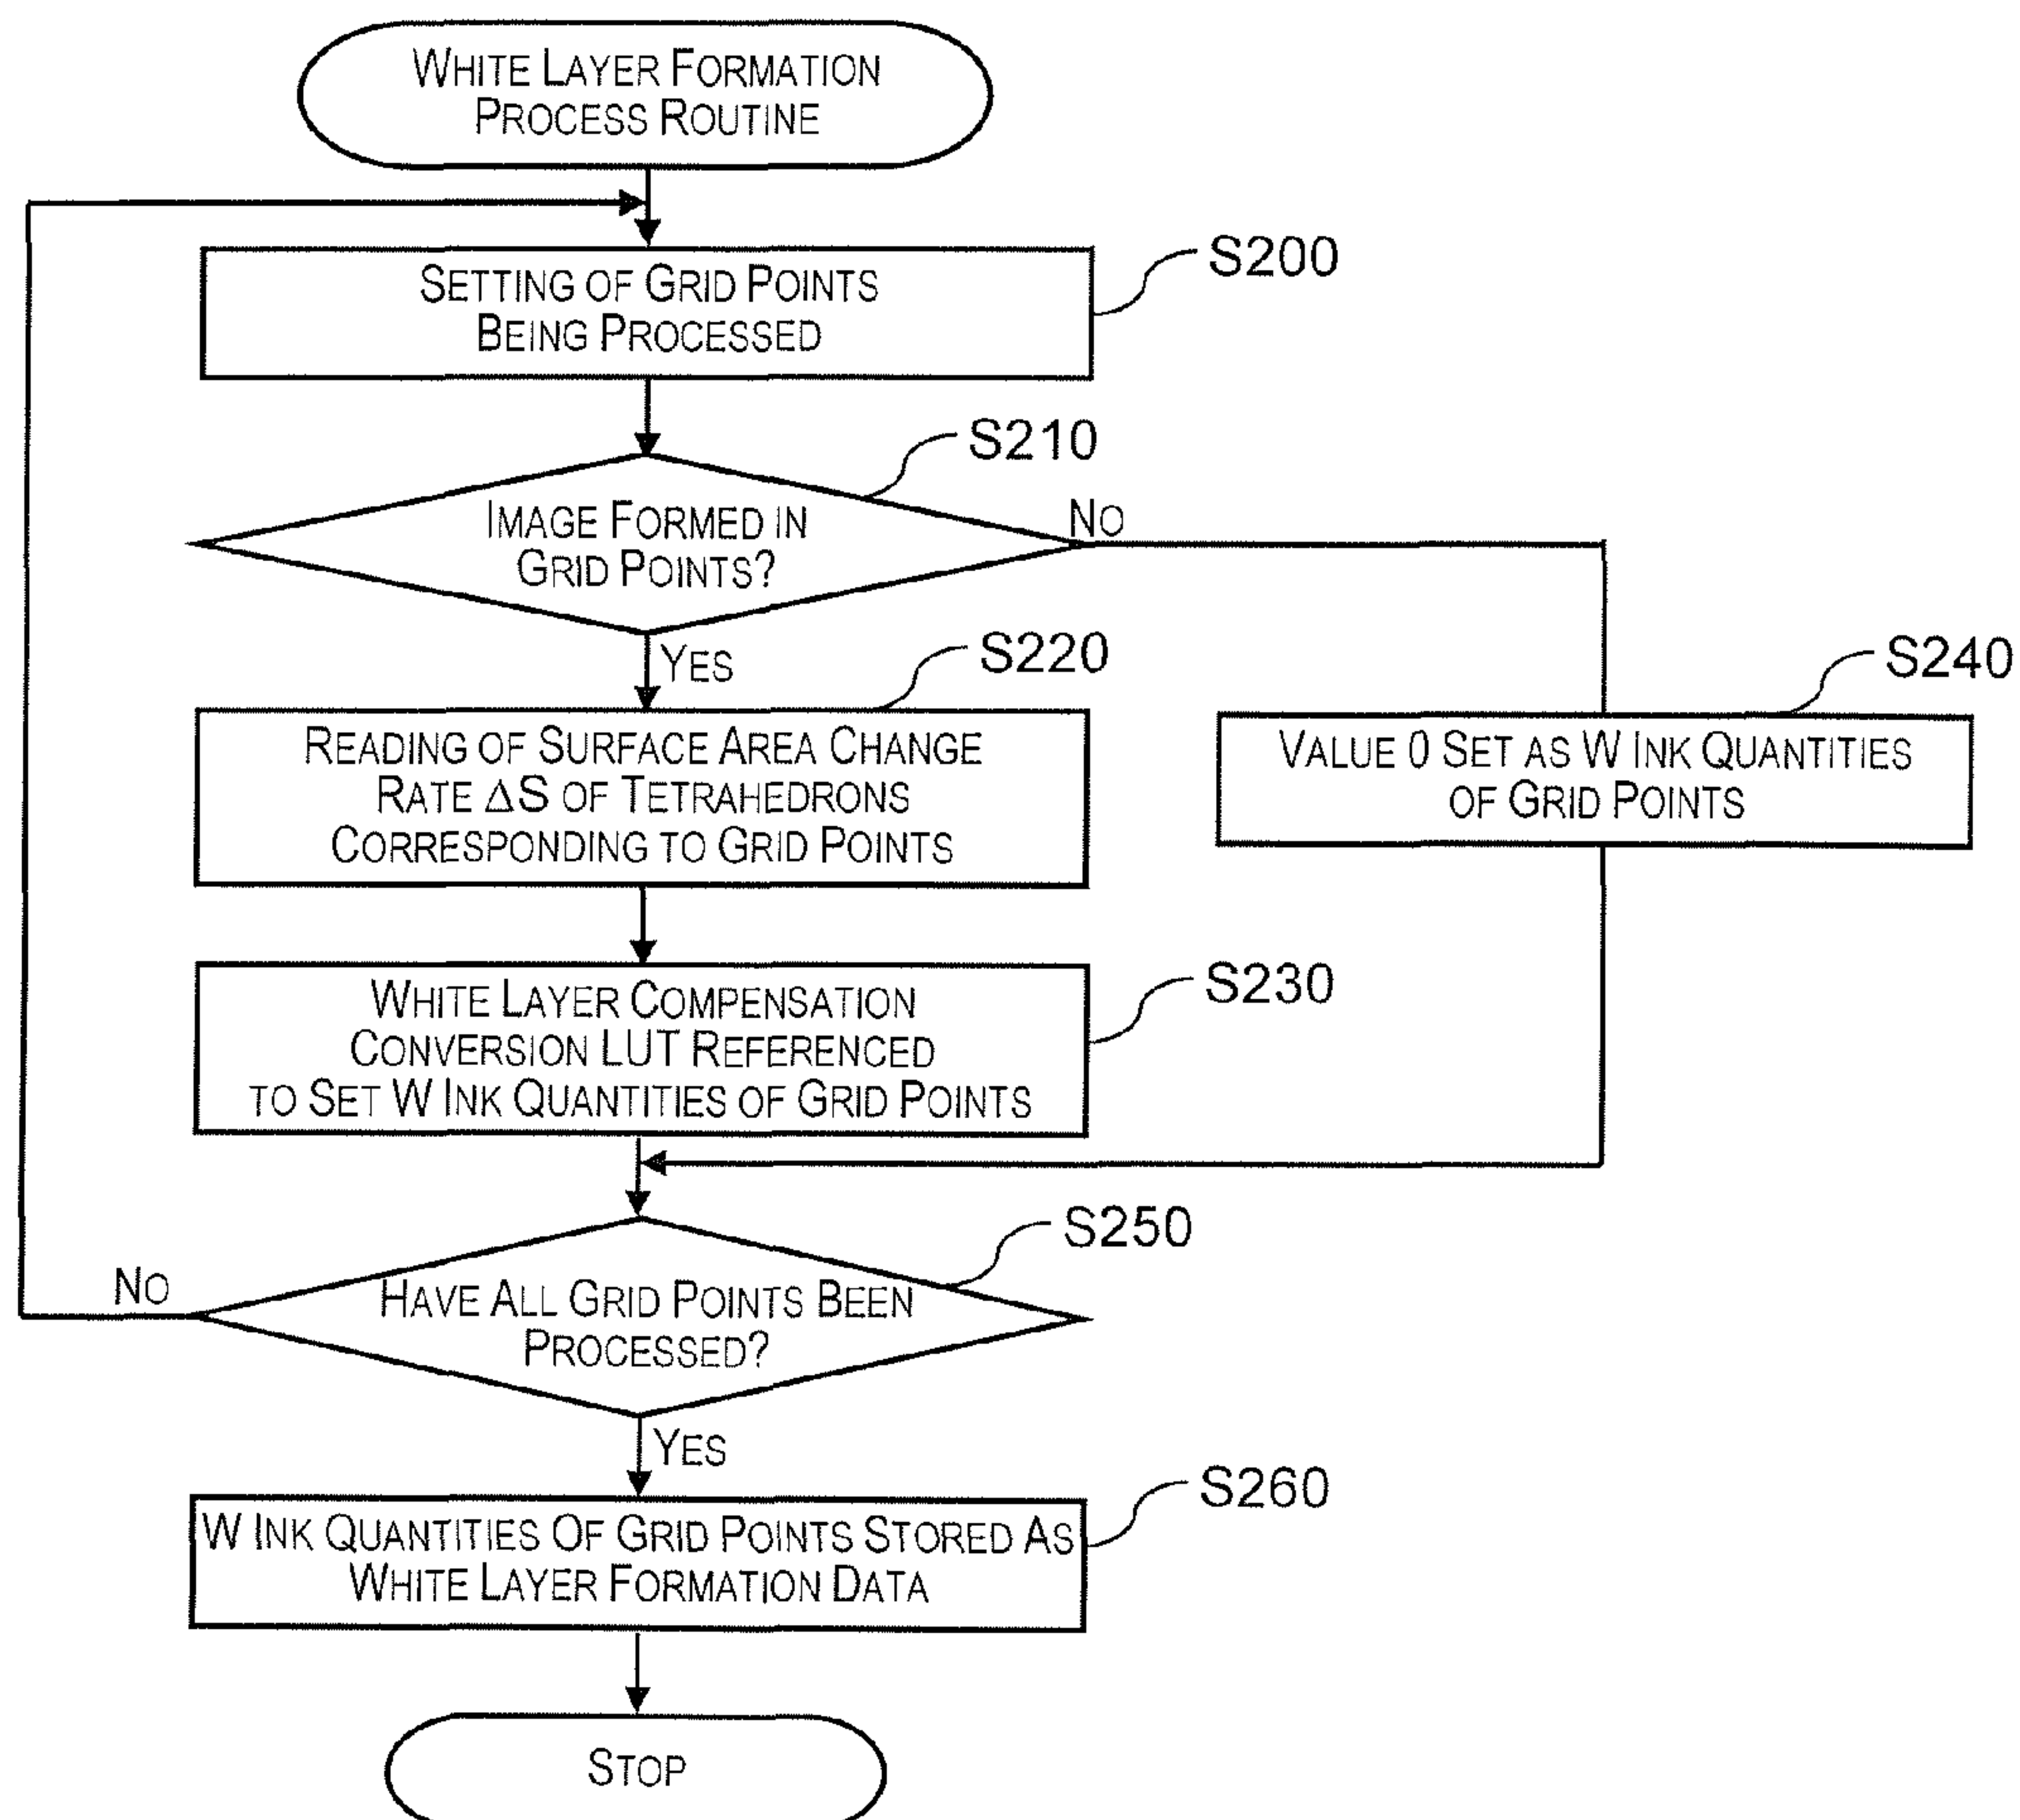 White Layer Formation
Process Routine
Setting of Grid Points
Being Processed
S200
Image Formed in
Grid Points?
S210
No
Yes
Reading of Surface Area Change
Rate ΔS of Tetrahedrons
Corresponding to Grid Points
S220
Value 0 Set as W Ink Quantities
of Grid Points
S240
White Layer Compensation
Conversion LUT Referenced
to Set W Ink Quantities of Grid Points
S230
Have All Grid Points Been
Processed?
S250
No
Yes
W Ink Quantities Of Grid Points Stored As
White Layer Formation Data
S260
Stop